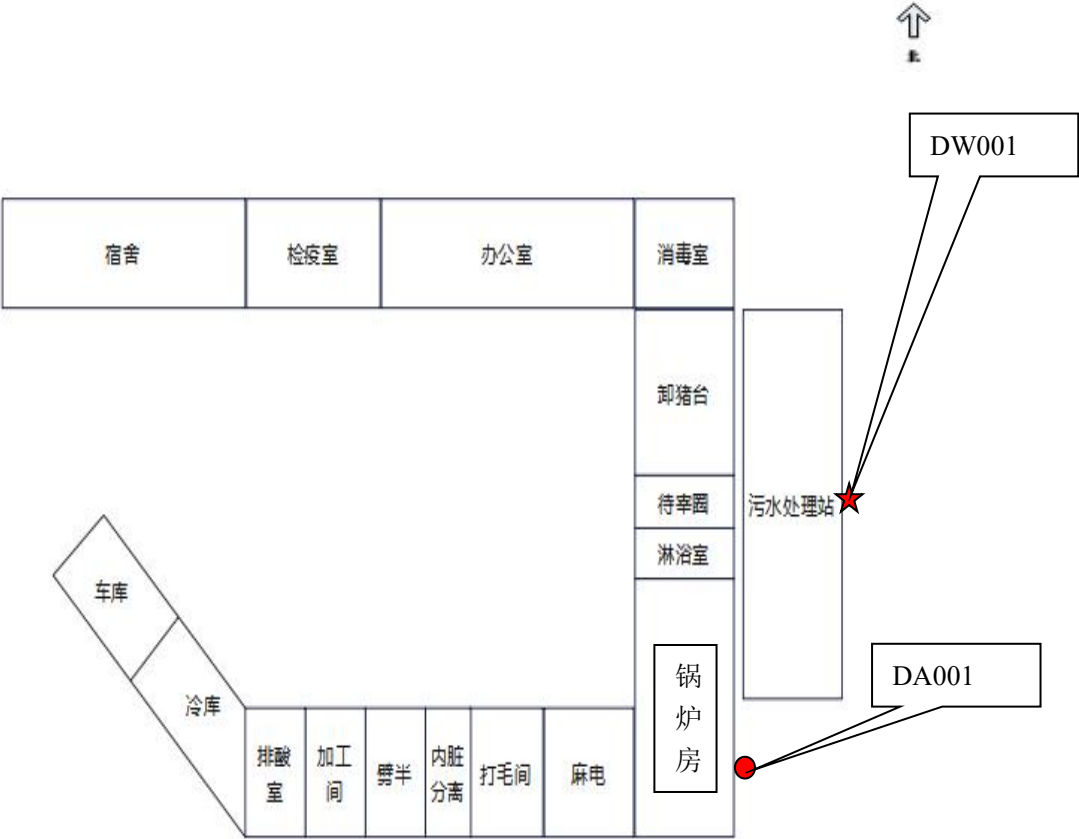 北
DW001
宿舍
检疫室
办公室
消毒室
卸猪台
待宰圈
污水处理站
淋浴室
车库
锅
炉
房
DA001
冷库
排酸
室
加工
间
劈半
内脏
分离
打毛间
麻电